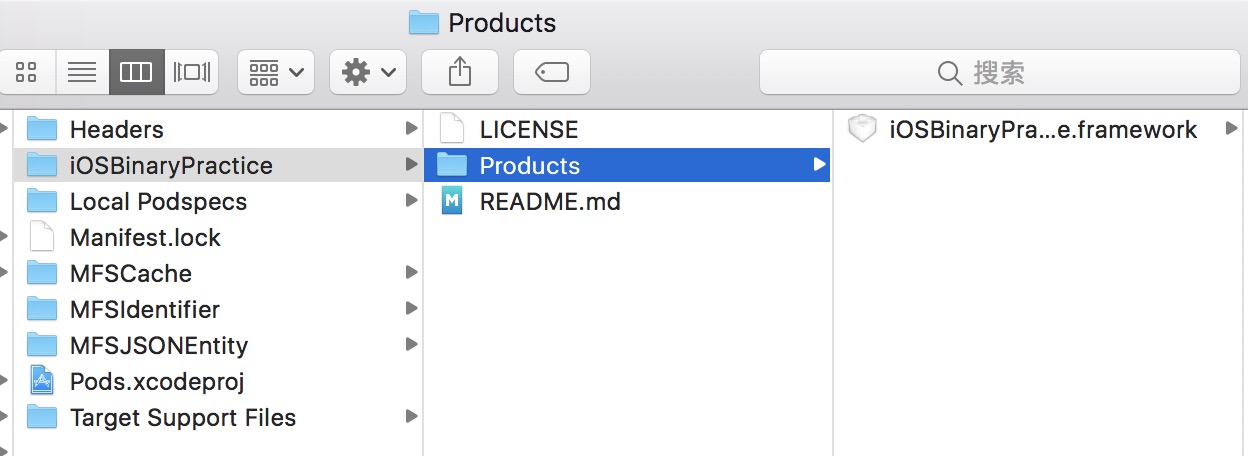 Products
搜索
Headers
iOSBinaryPractice
Local Podspecs
Manifest.lock
MFSCache
MFSIdentifier
MFSJSONEntity
Pods.xcodeproj
Target Support Files
LICENSE
Products
README.md
iOSBinaryPra...e.framework